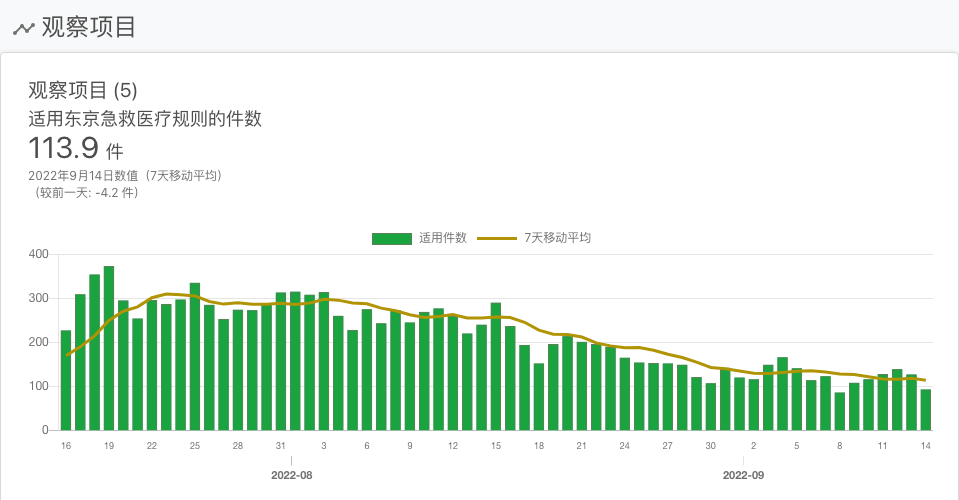 观察项目
观察项目 (5)
适用东京急救医疗规则的件数
113.9 件
2022年9月14日数值（7天移动平均）
（较前一天: -4.2 件）
适用件数 7天移动平均
400
300
200
100
0
16 19 22 25 28 31 3 6 9 12 15 18 21 24 27 30 2 5 8 11 14
2022-08 2022-09